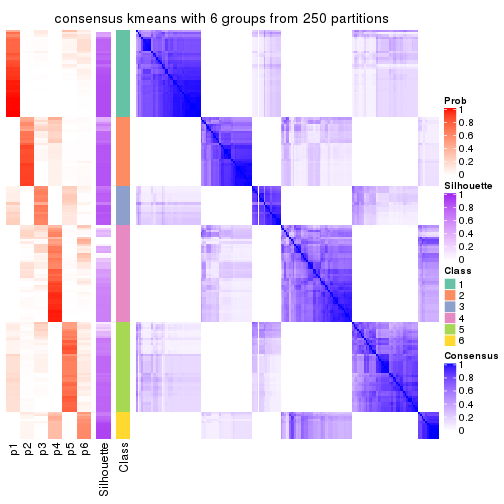 consensus kmeans with 6 groups from 250 partitions
Prob
1
0.8
0.6
0.4
0.2
0
Silhouette
1
0.8
0.6
0.4
0.2
0
Class
1
2
3
4
5
6
Consensus
1
0.8
0.6
0.4
0.2
0
p1
p2
p3
p4
p5
p6
Silhouette
Class